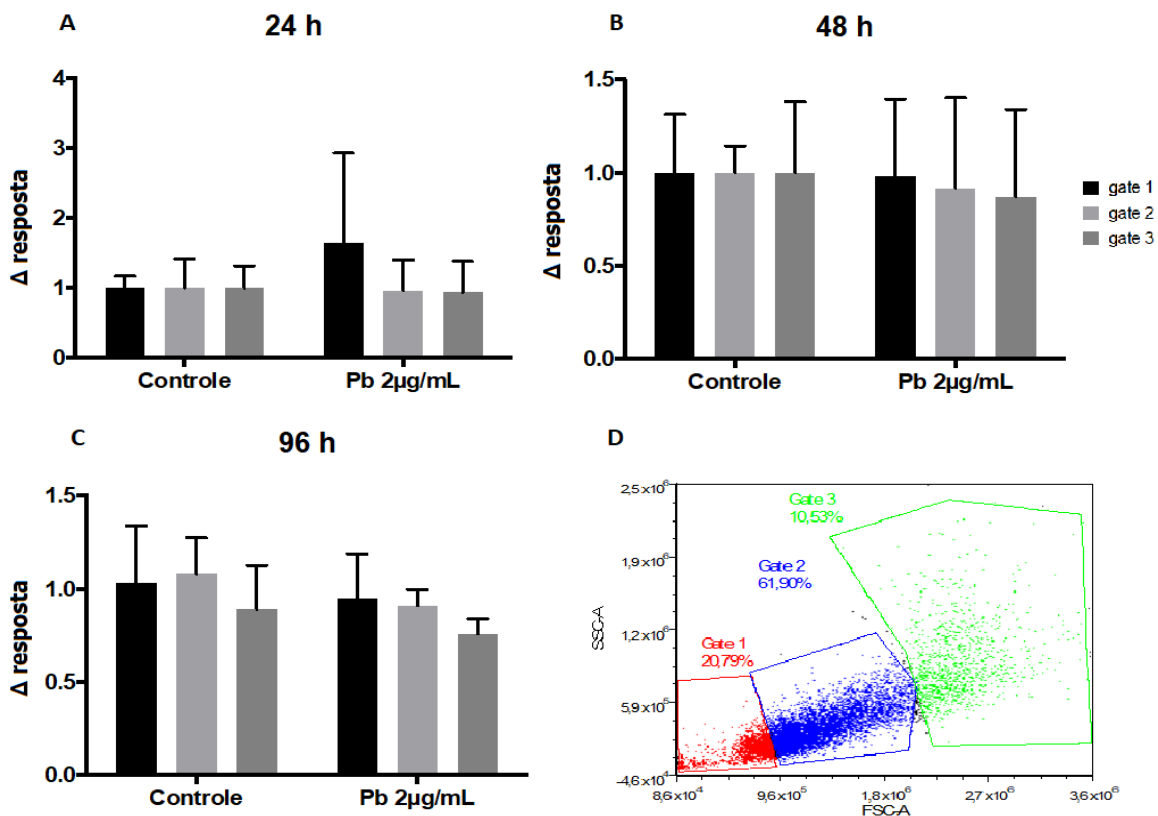 A
24 h
Δ resposta
4
3
2
1
0
Controle
Pb 2µg/mL
B
48 h
Δ resposta
1.5
1.0
0.5
0.0
Controle
Pb 2µg/mL
gate 1
gate 2
gate 3
C
96 h
Δ resposta
1.5
1.0
0.5
0.0
Controle
Pb 2µg/mL
D
SSC-A
2,5x10⁶
1,9x10⁶
1,2x10⁶
5,9x10⁵
-4,6x10⁴
Gate 3
10,53%
Gate 2
61,90%
Gate 1
20,79%
8,6x10⁴
9,6x10⁵
1,8x10⁶
2,7x10⁶
3,6x10⁶
FSC-A